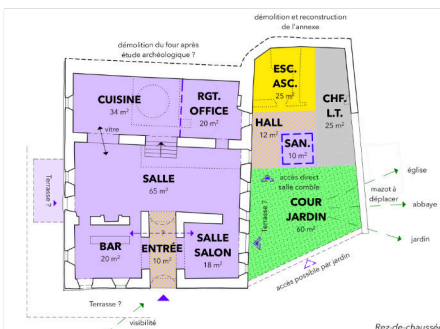 démolition et reconstruction
de l'annexe
démolition du four après
étude archéologique ?
CUISINE
34 m²
RGT.
OFFICE
20 m²
ESC.
ASC.
25 m²
CHF.
L.T.
25 m²
HALL
12 m²
SAN.
10 m²
vitre
SALLE
65 m²
Terrasse ?
accès direct
salle comble
COUR
JARDIN
60 m²
Terrasse ?
mazot à
déplacer
église
abbaye
jardin
BAR
20 m²
?
ENTRÉE
10 m²
SALLE
SALON
18 m²
accès possible par jardin
Terrasse ?
visibilité
Rez-de-chaussée